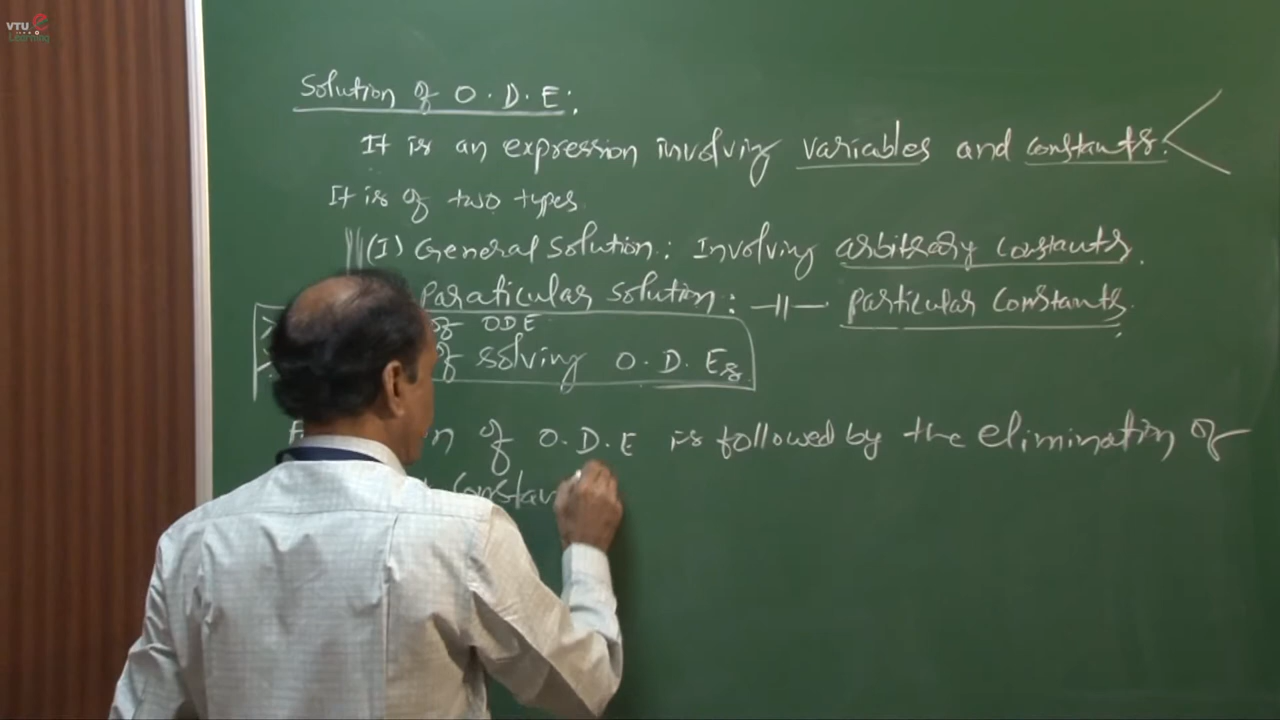 VTU
e
Learning
Solution of O.D.E:
It is an expression involving variables and constants.
It is of two types
(I) General Solution: Involving arbitrary constants.
Paraticular Solution: —||— particular constants.
of ODE
of solving O.D.Es
of O.D.E is followed by the elimination of